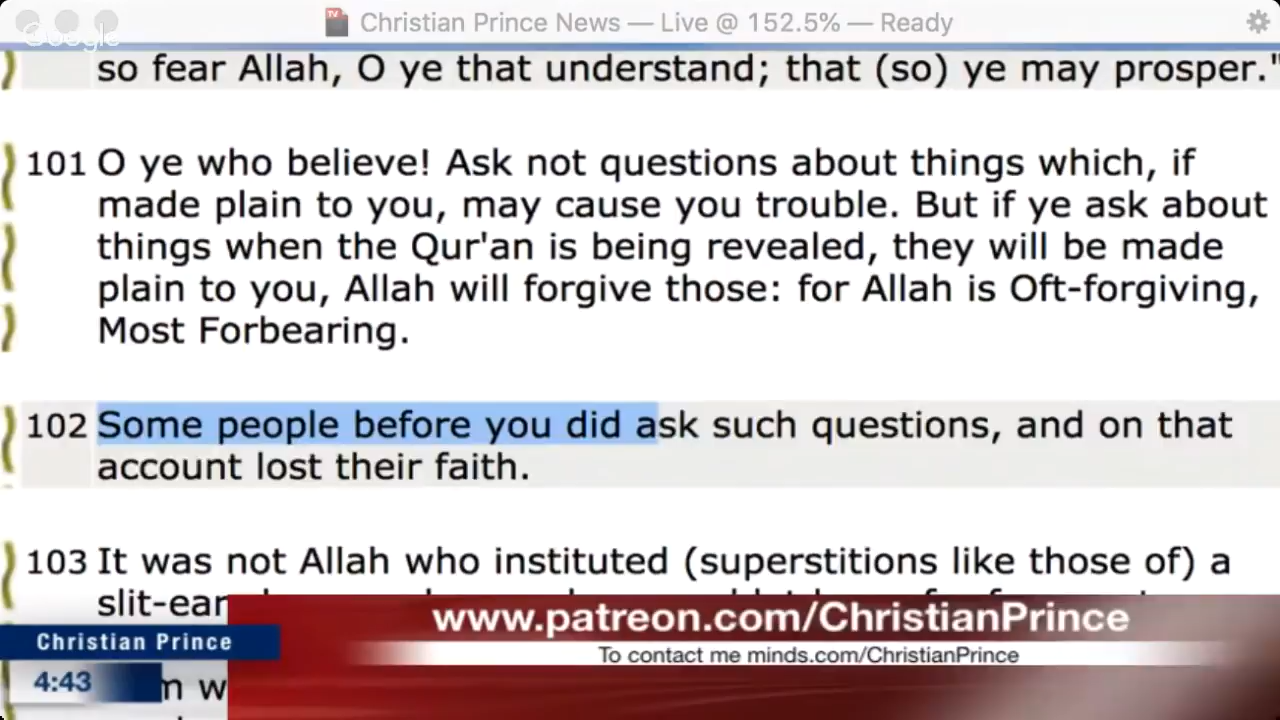 Christian Prince News — Live @ 152.5% — Ready
Google
so fear Allah, O ye that understand; that (so) ye may prosper."
101 O ye who believe! Ask not questions about things which, if
made plain to you, may cause you trouble. But if ye ask about
things when the Qur'an is being revealed, they will be made
plain to you, Allah will forgive those: for Allah is Oft-forgiving,
Most Forbearing.
102 Some people before you did ask such questions, and on that
account lost their faith.
103 It was not Allah who instituted (superstitions like those of) a
www.patreon.com/ChristianPrince
Christian Prince
To contact me minds.com/ChristianPrince
4:43